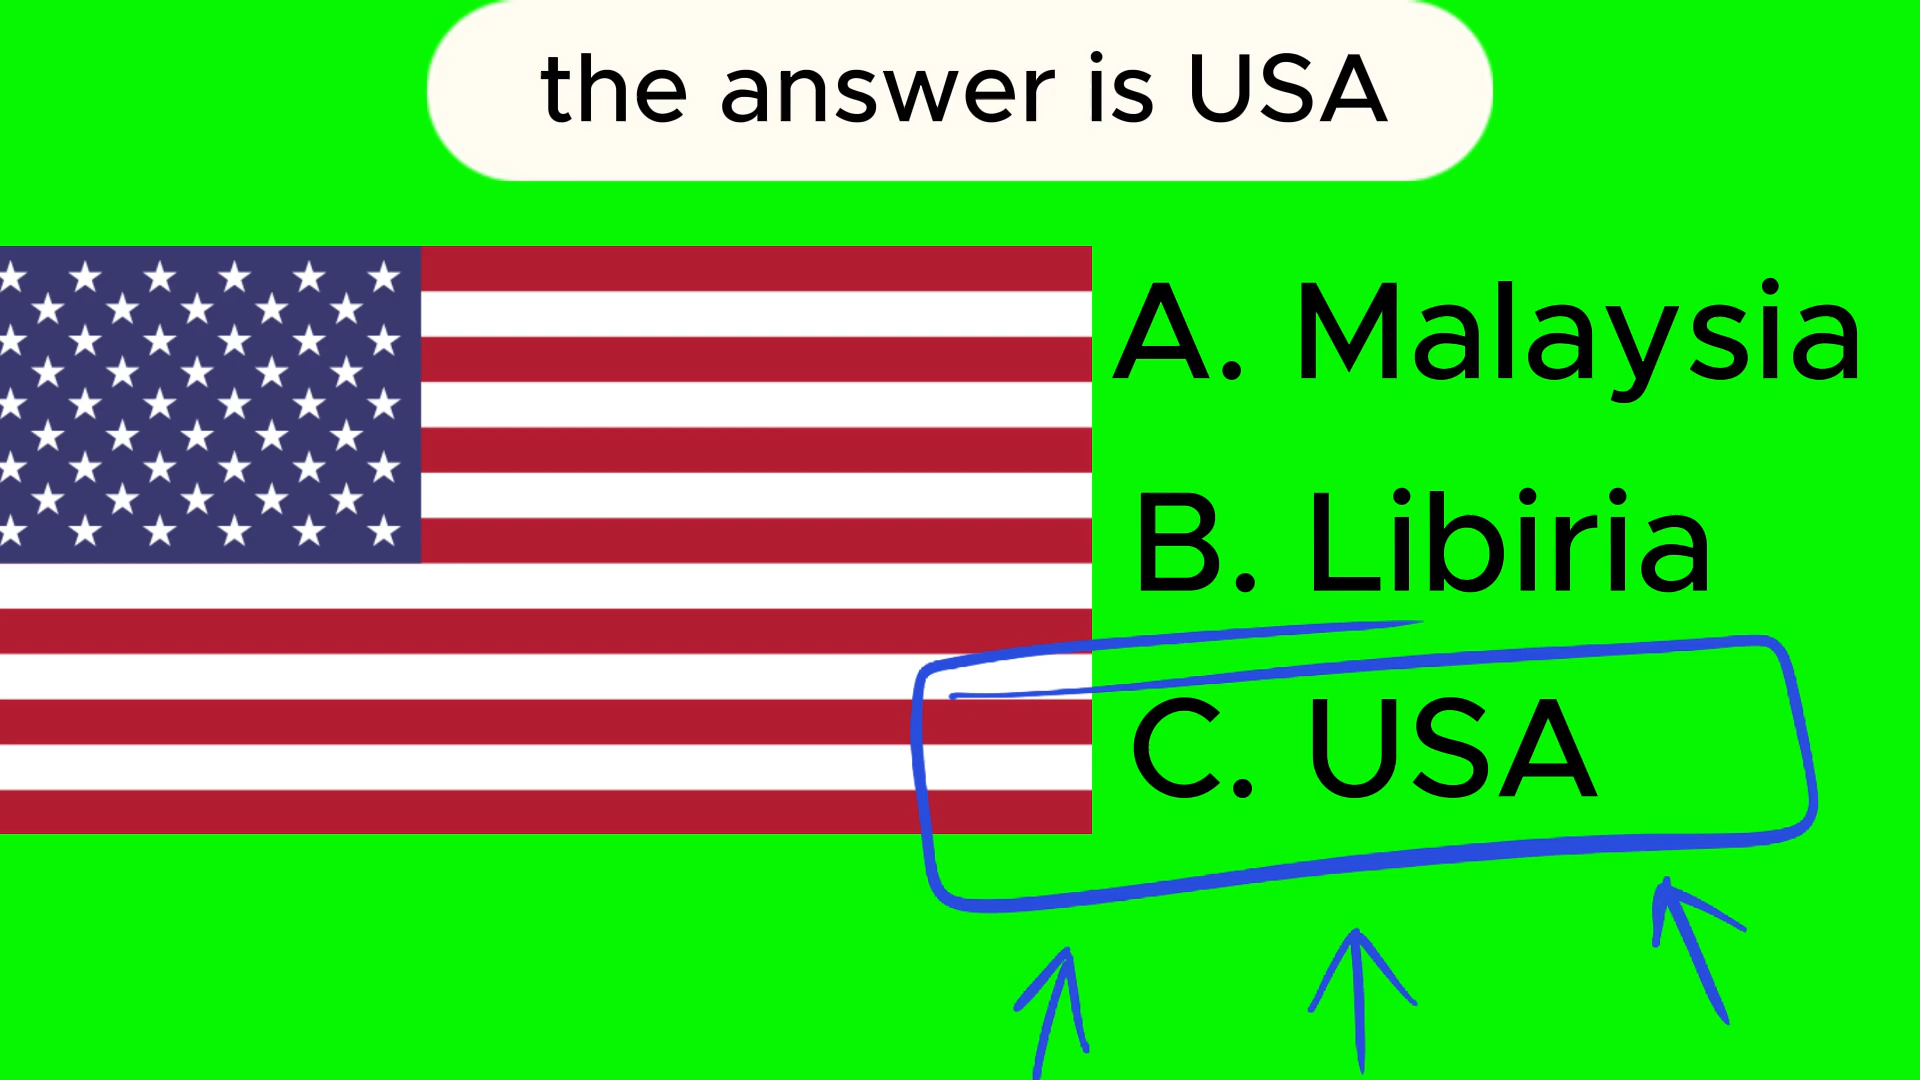 the answer is USA
A. Malaysia
B. Libiria
C. USA